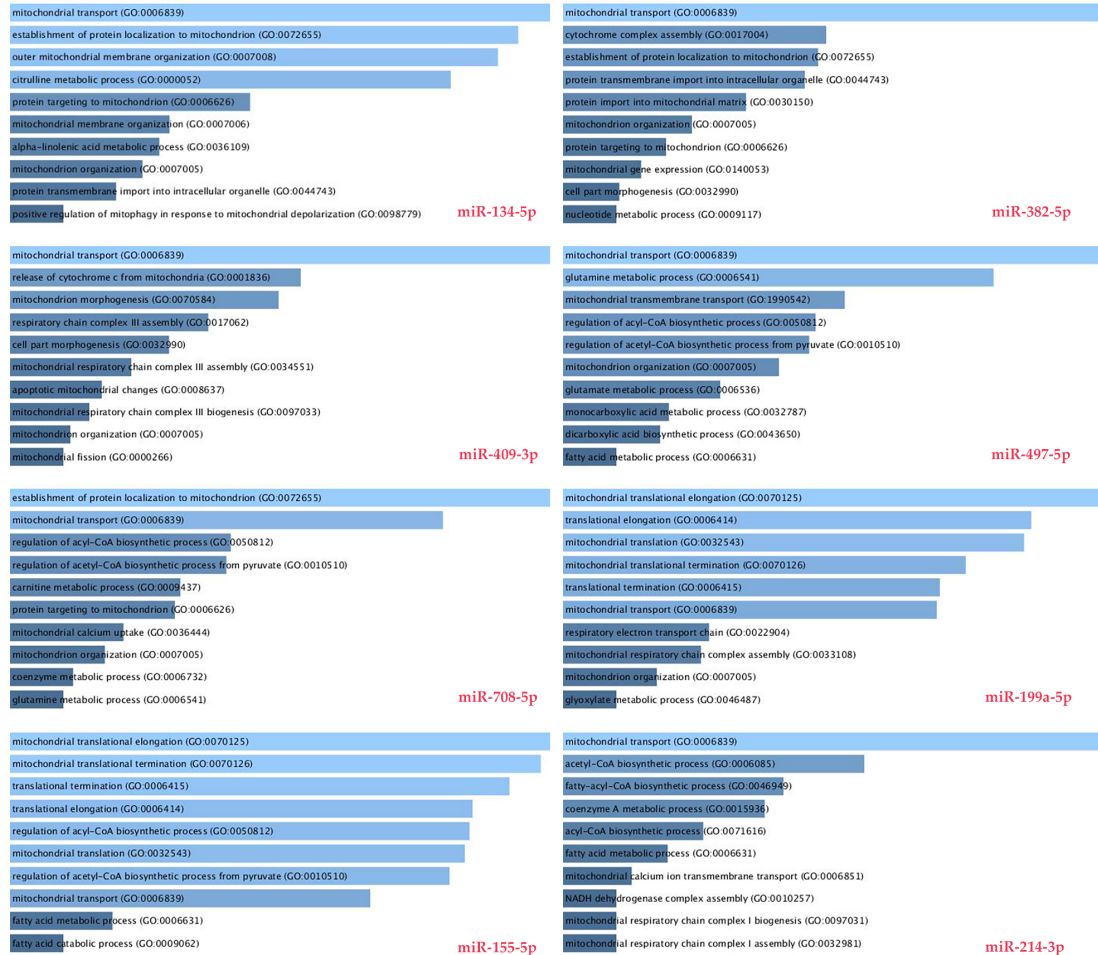 mitochondrial transport (GO:0006839)
establishment of protein localization to mitochondrion (GO:0072655)
outer mitochondrial membrane organization (GO:0007008)
citrulline metabolic process (GO:0000052)
protein targeting to mitochondrion (GO:0006626)
mitochondrial membrane organization (GO:0007006)
alpha-linolenic acid metabolic process (GO:0036109)
mitochondrion organization (GO:0007005)
protein transmembrane import into intracellular organelle (GO:0044743)
positive regulation of mitophagy in response to mitochondrial depolarization (GO:0098779)
miR-134-5p
mitochondrial transport (GO:0006839)
cytochrome complex assembly (GO:0017004)
establishment of protein localization to mitochondrion (GO:0072655)
protein transmembrane import into intracellular organelle (GO:0044743)
protein import into mitochondrial matrix (GO:0030150)
mitochondrion organization (GO:0007005)
protein targeting to mitochondrion (GO:0006626)
mitochondrial gene expression (GO:0140053)
cell part morphogenesis (GO:0032990)
nucleotide metabolic process (GO:0009117)
miR-382-5p
mitochondrial transport (GO:0006839)
release of cytochrome c from mitochondria (GO:0001836)
mitochondrion morphogenesis (GO:0070584)
respiratory chain complex III assembly (GO:0017062)
cell part morphogenesis (GO:0032990)
mitochondrial respiratory chain complex III assembly (GO:0034551)
apoptotic mitochondrial changes (GO:0008637)
mitochondrial respiratory chain complex III biogenesis (GO:0097033)
mitochondrion organization (GO:0007005)
mitochondrial fission (GO:0000266)
miR-409-3p
mitochondrial transport (GO:0006839)
glutamine metabolic process (GO:0006541)
mitochondrial transmembrane transport (GO:1990542)
regulation of acyl-CoA biosynthetic process (GO:0050812)
regulation of acetyl-CoA biosynthetic process from pyruvate (GO:0010510)
mitochondrion organization (GO:0007005)
glutamate metabolic process (GO:0006536)
monocarboxylic acid metabolic process (GO:0032787)
dicarboxylic acid biosynthetic process (GO:0043650)
fatty acid metabolic process (GO:0006631)
miR-497-5p
establishment of protein localization to mitochondrion (GO:0072655)
mitochondrial transport (GO:0006839)
regulation of acyl-CoA biosynthetic process (GO:0050812)
regulation of acetyl-CoA biosynthetic process from pyruvate (GO:0010510)
carnitine metabolic process (GO:0009437)
protein targeting to mitochondrion (GO:0006626)
mitochondrial calcium uptake (GO:0036444)
mitochondrion organization (GO:0007005)
coenzyme metabolic process (GO:0006732)
glutamine metabolic process (GO:0006541)
miR-708-5p
mitochondrial translational elongation (GO:0070125)
translational elongation (GO:0006414)
mitochondrial translation (GO:0032543)
mitochondrial translational termination (GO:0070126)
translational termination (GO:0006415)
mitochondrial transport (GO:0006839)
respiratory electron transport chain (GO:0022904)
mitochondrial respiratory chain complex assembly (GO:0033108)
mitochondrion organization (GO:0007005)
glyoxylate metabolic process (GO:0046487)
miR-199a-5p
mitochondrial translational elongation (GO:0070125)
mitochondrial translational termination (GO:0070126)
translational termination (GO:0006415)
translational elongation (GO:0006414)
regulation of acyl-CoA biosynthetic process (GO:0050812)
mitochondrial translation (GO:0032543)
regulation of acetyl-CoA biosynthetic process from pyruvate (GO:0010510)
mitochondrial transport (GO:0006839)
fatty acid metabolic process (GO:0006631)
fatty acid catabolic process (GO:0009062)
miR-155-5p
mitochondrial transport (GO:0006839)
acetyl-CoA biosynthetic process (GO:0006085)
fatty-acyl-CoA biosynthetic process (GO:0046949)
coenzyme A metabolic process (GO:0015936)
acyl-CoA biosynthetic process (GO:0071616)
fatty acid metabolic process (GO:0006631)
mitochondrial calcium ion transmembrane transport (GO:0006851)
NADH dehydrogenase complex assembly (GO:0010257)
mitochondrial respiratory chain complex I biogenesis (GO:0097031)
mitochondrial respiratory chain complex I assembly (GO:0032981)
miR-214-3p